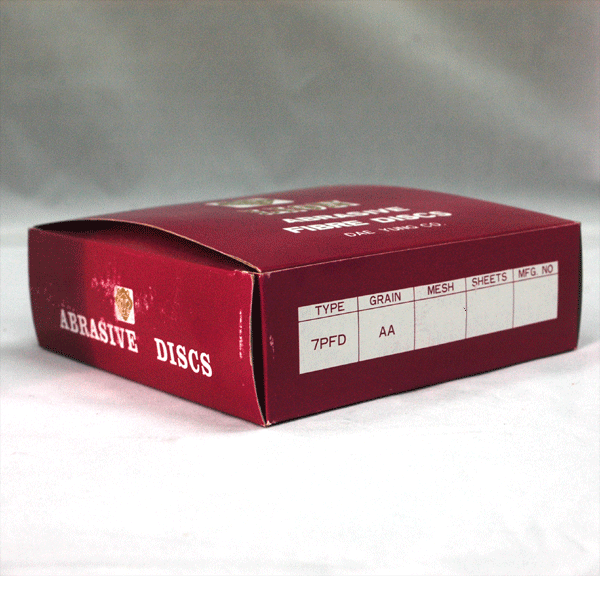 ABRASIVE
FIBRE DISCS
DAE YUNG CO.
ABRASIVE DISCS
TYPE GRAIN MESH SHEETS MFG. NO
7PFD AA